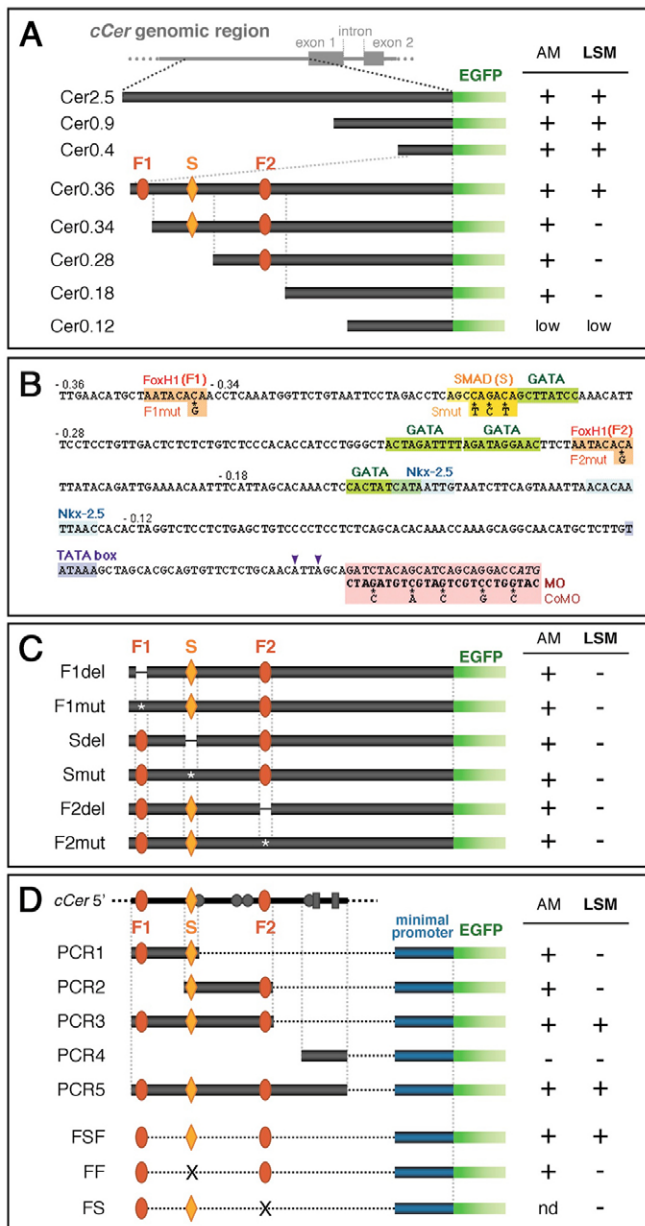 A
cCer genomic region
exon 1
intron
exon 2
EGFP
AM LSM
Cer2.5 + +
Cer0.9 + +
Cer0.4 + +
F1 S F2
Cer0.36 + +
Cer0.34 + -
Cer0.28 + -
Cer0.18 + -
Cer0.12 low low
B
- 0.36 FoxH1(F1) - 0.34 SMAD (S) GATA
TTGAACATGCTAATACACAACCTCAAATGGTTCTGTAATTCCTAGACCTCAGCCAGACAGCTTATCCAAACATT
F1mut G Smut T C T
- 0.28 GATA GATA FoxH1(F2)
TCCTCCTGTTGACTCTCTCTGTCTCCCACACCATCCTGGGCTACTAGATTTTAGATAGGAACTTCTAATACACA
F2mut G
- 0.18 GATA Nkx-2.5
TTATACAGATTGAAAACAATTTCATTAGCACAAACTCCACTATCATAATTGTAATCTTCAGTAAATTAACACAA
Nkx-2.5 - 0.12
TTAACCACACTAGGTCTCCTCTGAGCTGTCCCCTCCTCTCAGCACACAACCAAAGCAGGCAACATGCTCTTGT
TATA box
ATAAAGCTAGCACGCAGTGTTCTCTGCAACATTAGCAGATCTACAGCATCAGCAGGACCATG
CTAGATGTCGTAGTCGTCCTGGTAC MO
C A C G C CoMO
C
F1 S F2 EGFP AM LSM
F1del + -
F1mut * + -
Sdel + -
Smut * + -
F2del + -
F2mut * + -
D
cCer 5'
AM LSM
F1 S F2 minimal promoter EGFP
PCR1 + -
PCR2 + -
PCR3 + +
PCR4 - -
PCR5 + +
FSF + +
FF X + -
FS X nd -